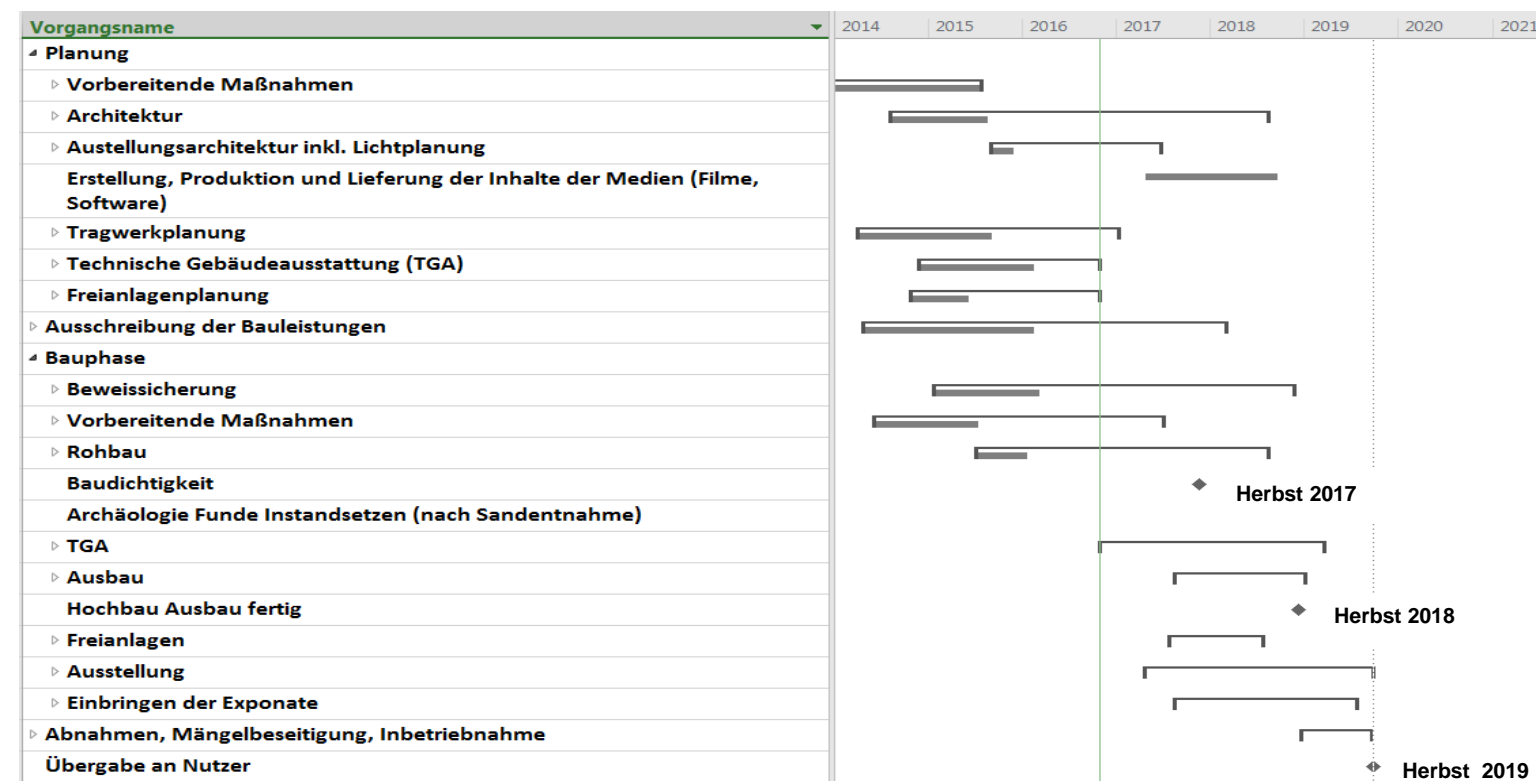 Vorgangsname 2014 2015 2016 2017 2018 2019 2020 2021
Planung
Vorbereitende Maßnahmen
Architektur
Austellungsarchitektur inkl. Lichtplanung
Erstellung, Produktion und Lieferung der Inhalte der Medien (Filme,
Software)
Tragwerkplanung
Technische Gebäudeausstattung (TGA)
Freianlagenplanung
Ausschreibung der Bauleistungen
Bauphase
Beweissicherung
Vorbereitende Maßnahmen
Rohbau
Baudichtigkeit Herbst 2017
Archäologie Funde Instandsetzen (nach Sandentnahme)
TGA
Ausbau
Hochbau Ausbau fertig Herbst 2018
Freianlagen
Ausstellung
Einbringen der Exponate
Abnahmen, Mängelbeseitigung, Inbetriebnahme
Übergabe an Nutzer Herbst 2019